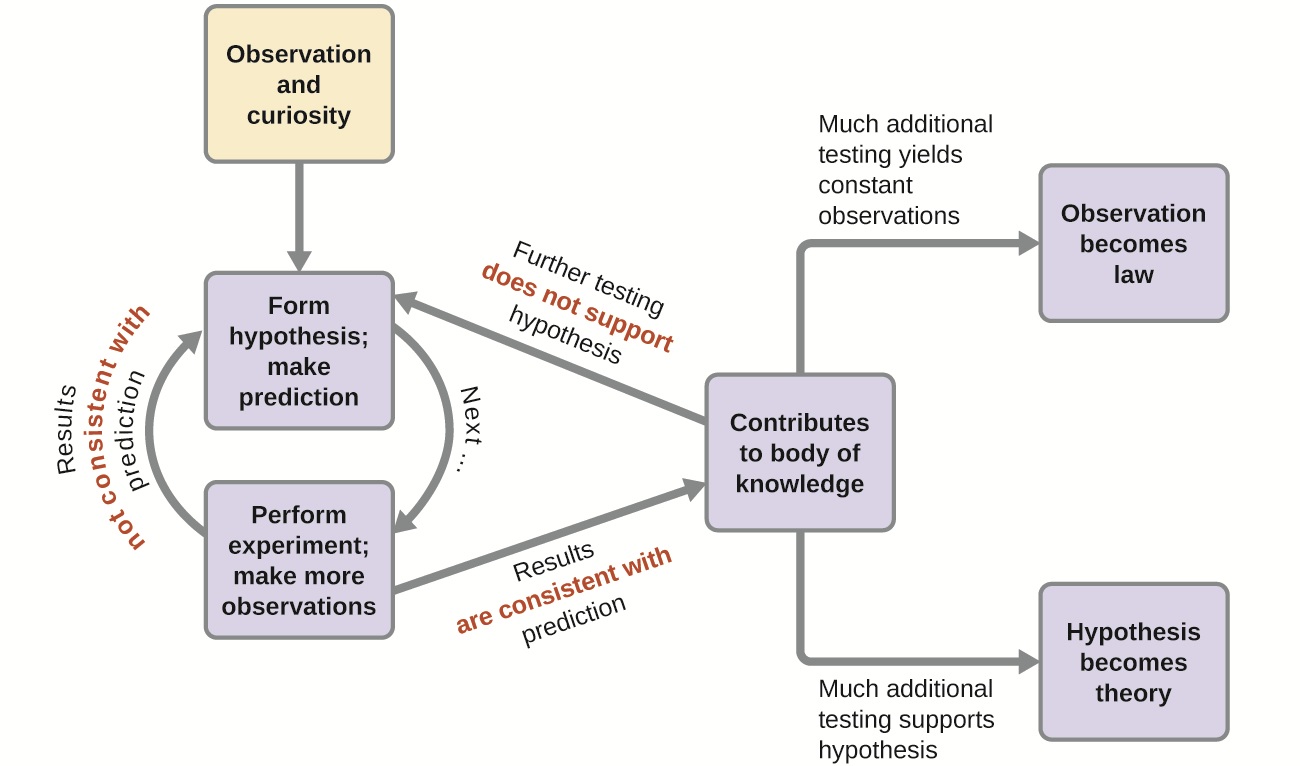 Observation
and
curiosity
Much additional
testing yields
constant
observations
Observation
becomes
law
Further testing
does not support
hypothesis
Form
hypothesis;
make
prediction
Results
not consistent with
prediction
Next ...
Contributes
to body of
knowledge
Perform
experiment;
make more
observations
Results
are consistent with
prediction
Hypothesis
becomes
theory
Much additional
testing supports
hypothesis